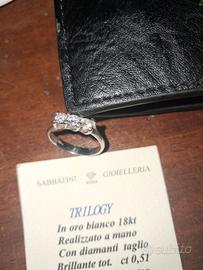 SABBATINI GIOIELLERIA
TRILOGY
In oro bianco 18kt
Realizzato a mano
Con diamanti taglio
Brillante tot. ct 0,51
subito